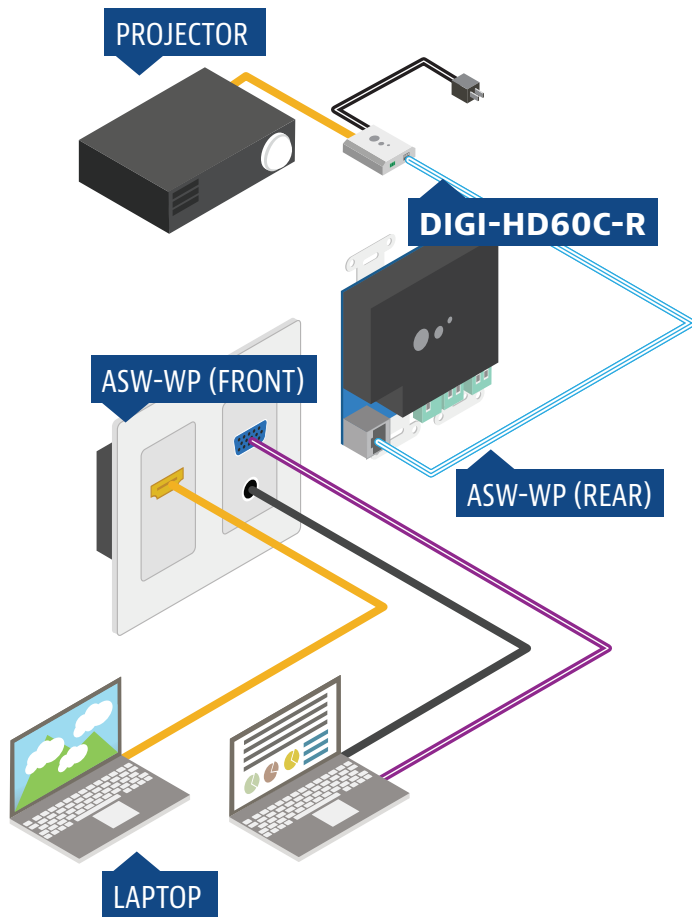 PROJECTOR
DIGI-HD60C-R
ASW-WP (FRONT)
ASW-WP (REAR)
LAPTOP